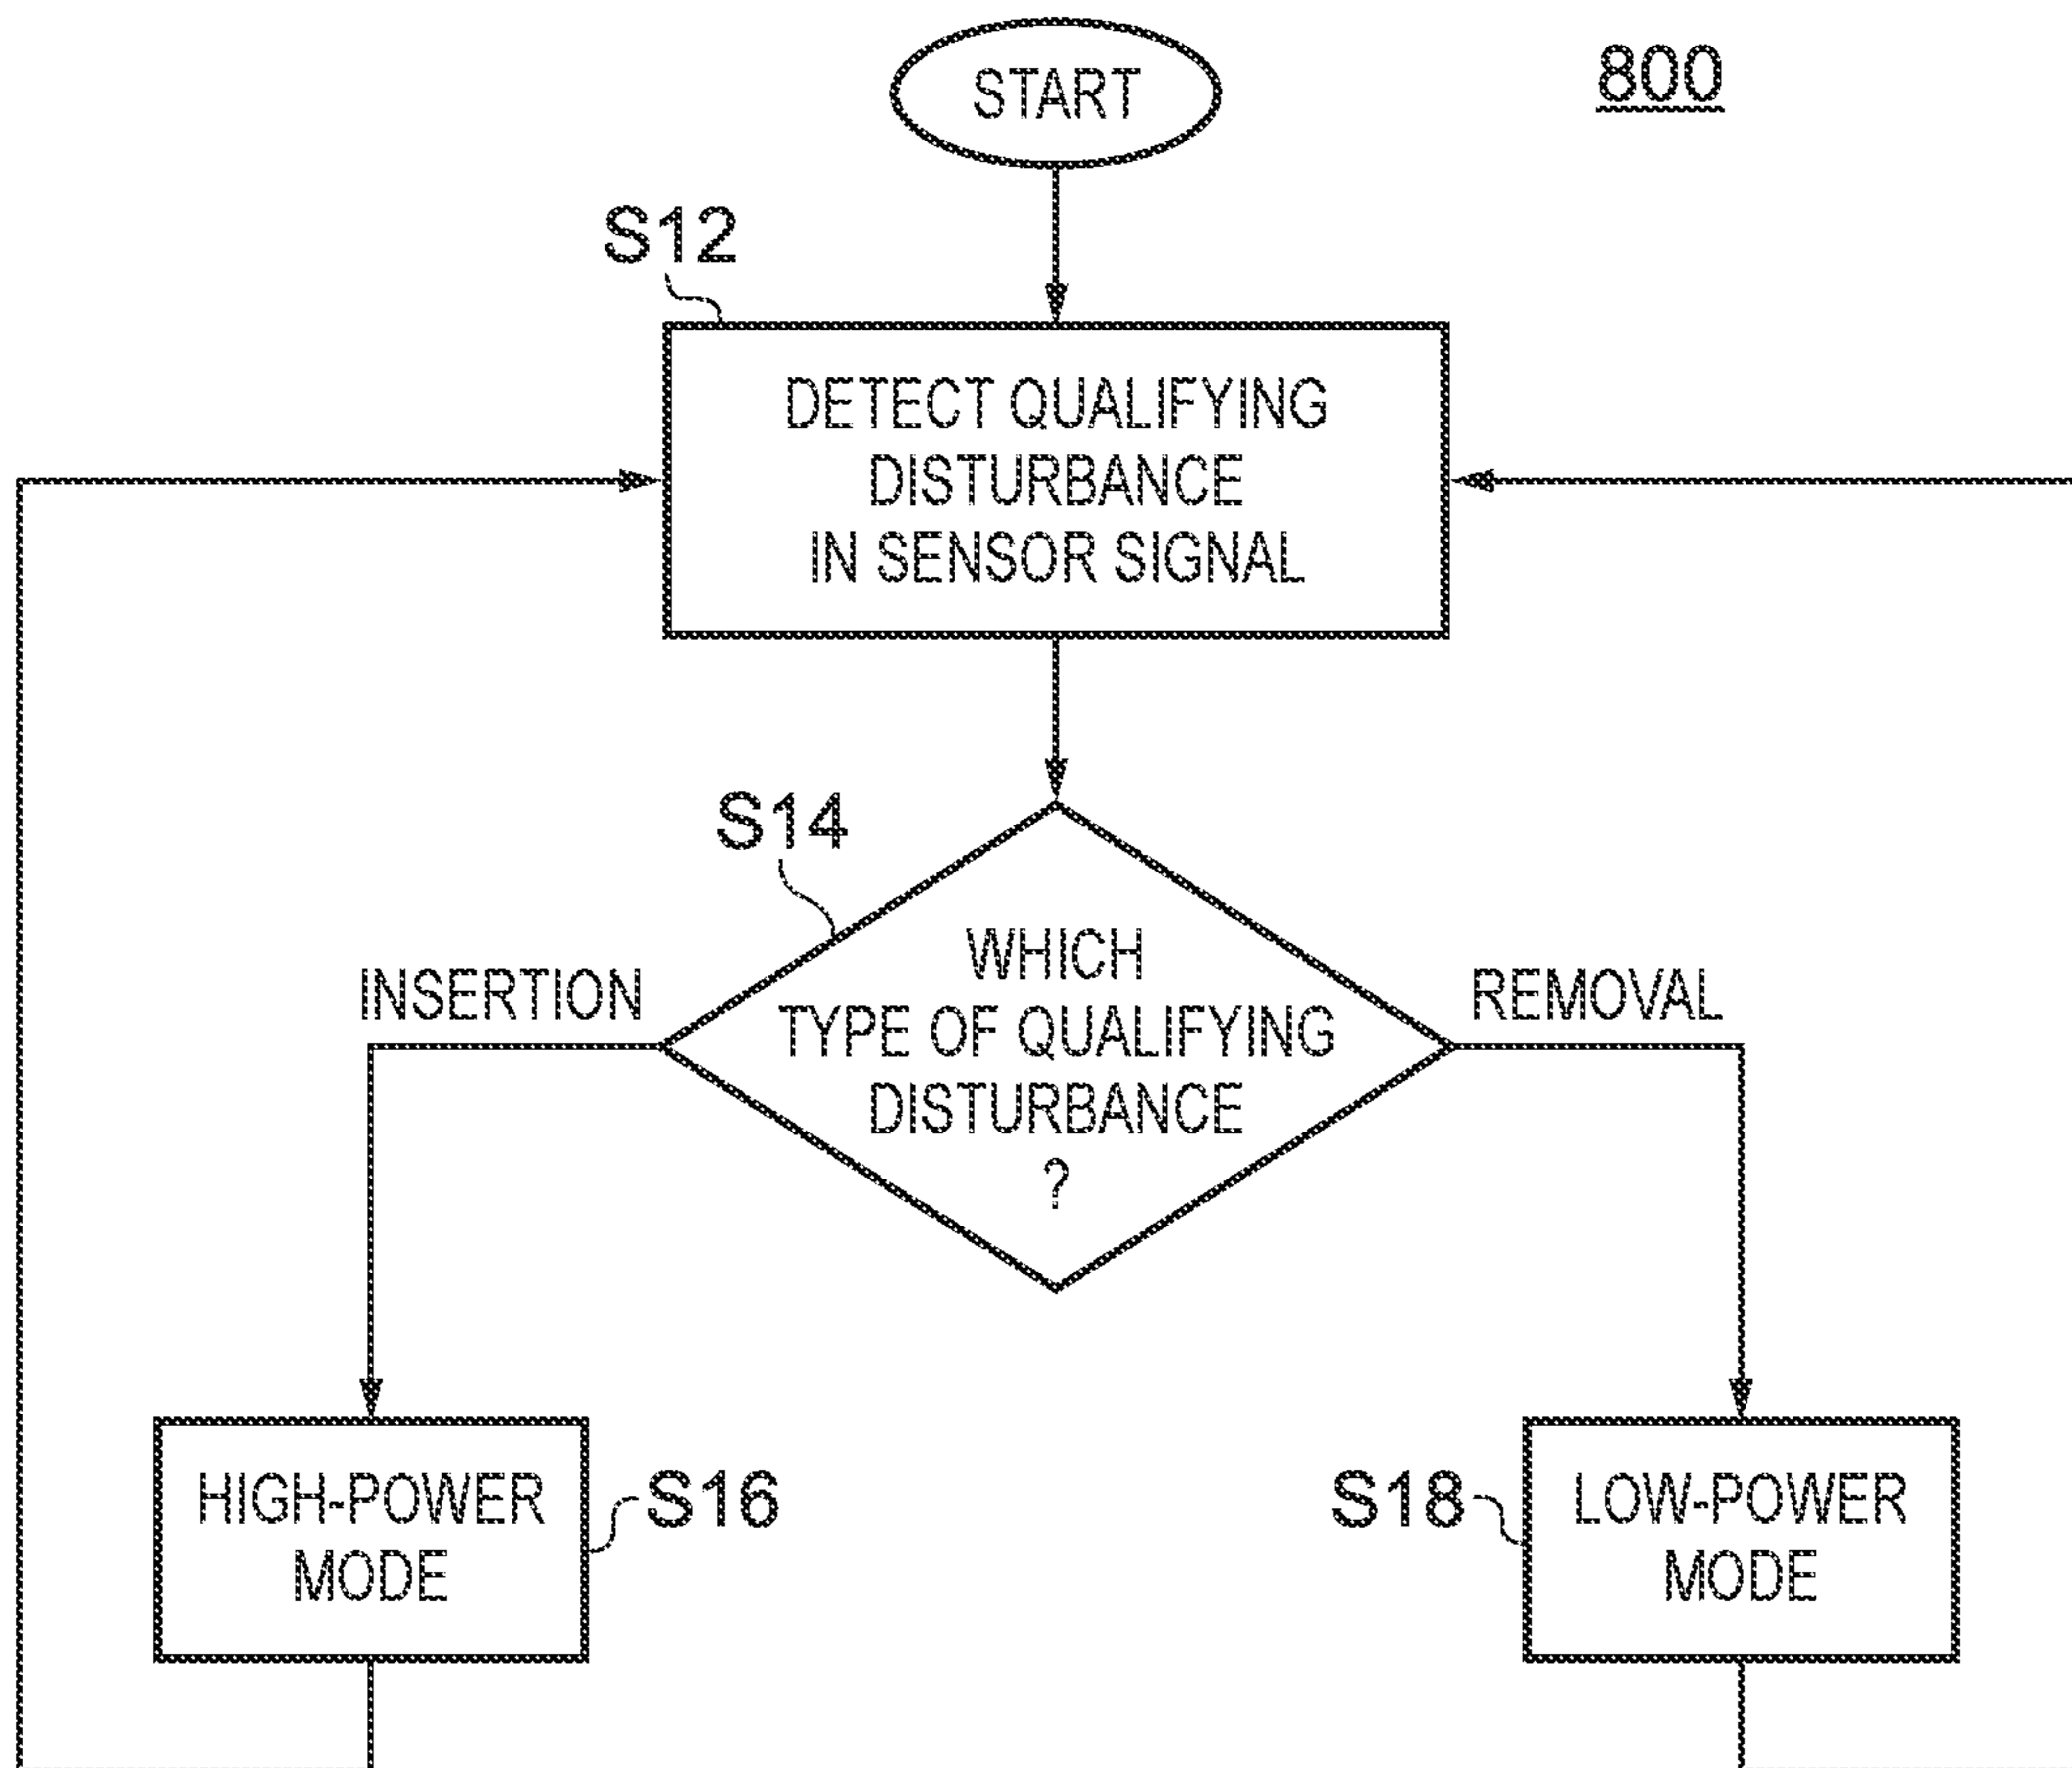 START
800
S12
DETECT QUALIFYING
DISTURBANCE
IN SENSOR SIGNAL
S14
WHICH
TYPE OF QUALIFYING
DISTURBANCE
?
INSERTION
REMOVAL
HIGH-POWER
MODE
S16
S18
LOW-POWER
MODE